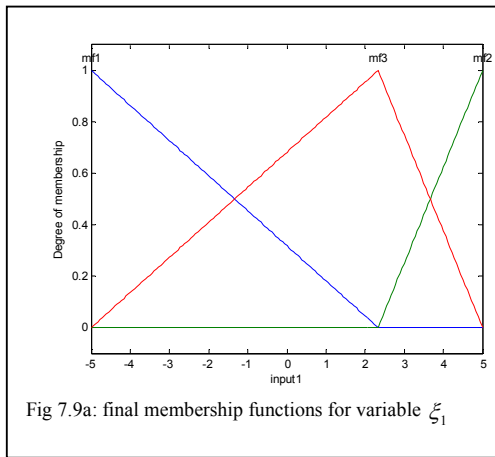 mf1 mf3 mf2
1
0.8
0.6
0.4
0.2
0
Degree of membership
-5 -4 -3 -2 -1 0 1 2 3 4 5
input1
Fig 7.9a: final membership functions for variable ξ₁